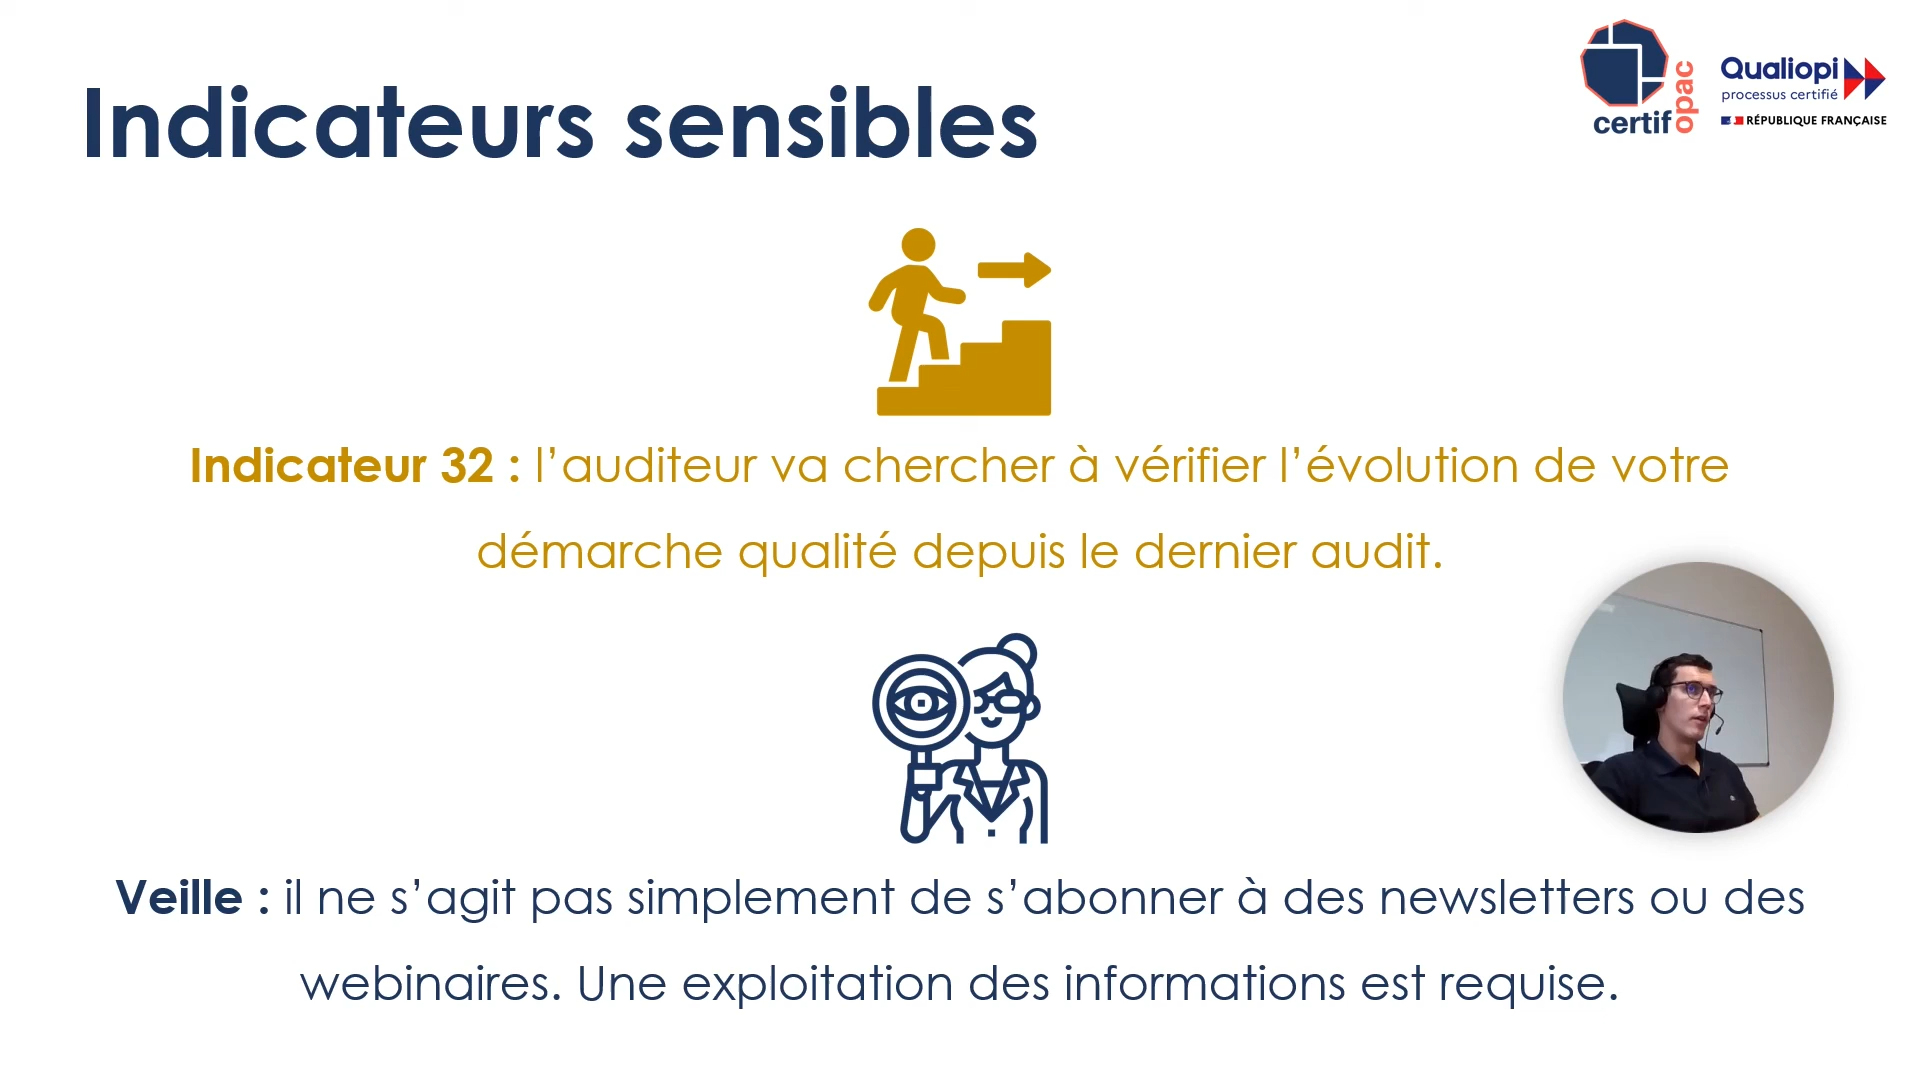 Indicateurs sensibles
certif
opac
Qualiopi
processus certifié
RÉPUBLIQUE FRANÇAISE
Indicateur 32 : l’auditeur va chercher à vérifier l’évolution de votre
démarche qualité depuis le dernier audit.
Veille : il ne s’agit pas simplement de s’abonner à des newsletters ou des
webinaires. Une exploitation des informations est requise.